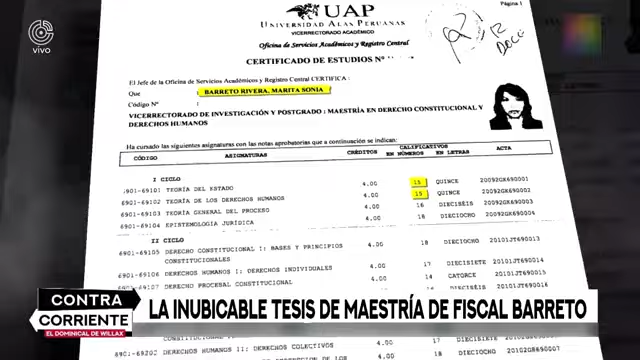 Página 1
UAP
UNIVERSIDAD ALAS PERUANAS
VICERRECTORADO ACADÉMICO
Oficina de Servicios Académicos y Registro Central
CERTIFICADO DE ESTUDIOS Nº
vivo
El Jefe de la Oficina de Servicios Académicos y Registro Central CERTIFICA :
Que : BARRETO RIVERA, MARITA SONIA
Código Nº :
VICERRECTORADO DE INVESTIGACIÓN Y POSTGRADO : MAESTRÍA EN DERECHO CONSTITUCIONAL Y
DERECHOS HUMANOS
Ha cursado las siguientes asignaturas con las notas aprobatorias que a continuación se indican:
CÓDIGO ASIGNATURAS CRÉDITOS CALIFICATIVOS EN NÚMEROS EN LETRAS ACTA
I CICLO
6901-69101 TEORÍA DEL ESTADO 4.00 15 QUINCE 20092GK690001
6901-69102 TEORÍA DE LOS DERECHOS HUMANOS 4.00 15 QUINCE 20092GK690002
6901-69103 TEORÍA GENERAL DEL PROCESO 4.00 16 DIECISÉIS 20092GK690003
6901-69104 EPISTEMOLOGÍA JURÍDICA 4.00 18 DIECIOCHO 20092GK690004
II CICLO
6901-69105 DERECHO CONSTITUCIONAL I: BASES Y PRINCIPIOS CONSTITUCIONALES 4.00 18 DIECIOCHO 20101JT690013
6901-69106 DERECHOS HUMANOS I: DERECHOS INDIVIDUALES 4.00 17 DIECISIETE 20101JT690014
6901-69107 DERECHO PROCESAL CONSTITUCIONAL 4.00 14 CATORCE 20101JT690015
DIECISÉIS 20101JT690016
CONTRA
CORRIENTE
EL DOMINICAL DE WILLAX
LA INUBICABLE TESIS DE MAESTRÍA DE FISCAL BARRETO
DERECHOS HUMANOS II: DERECHOS COLECTIVOS 4.00 18 DIECIOCHO